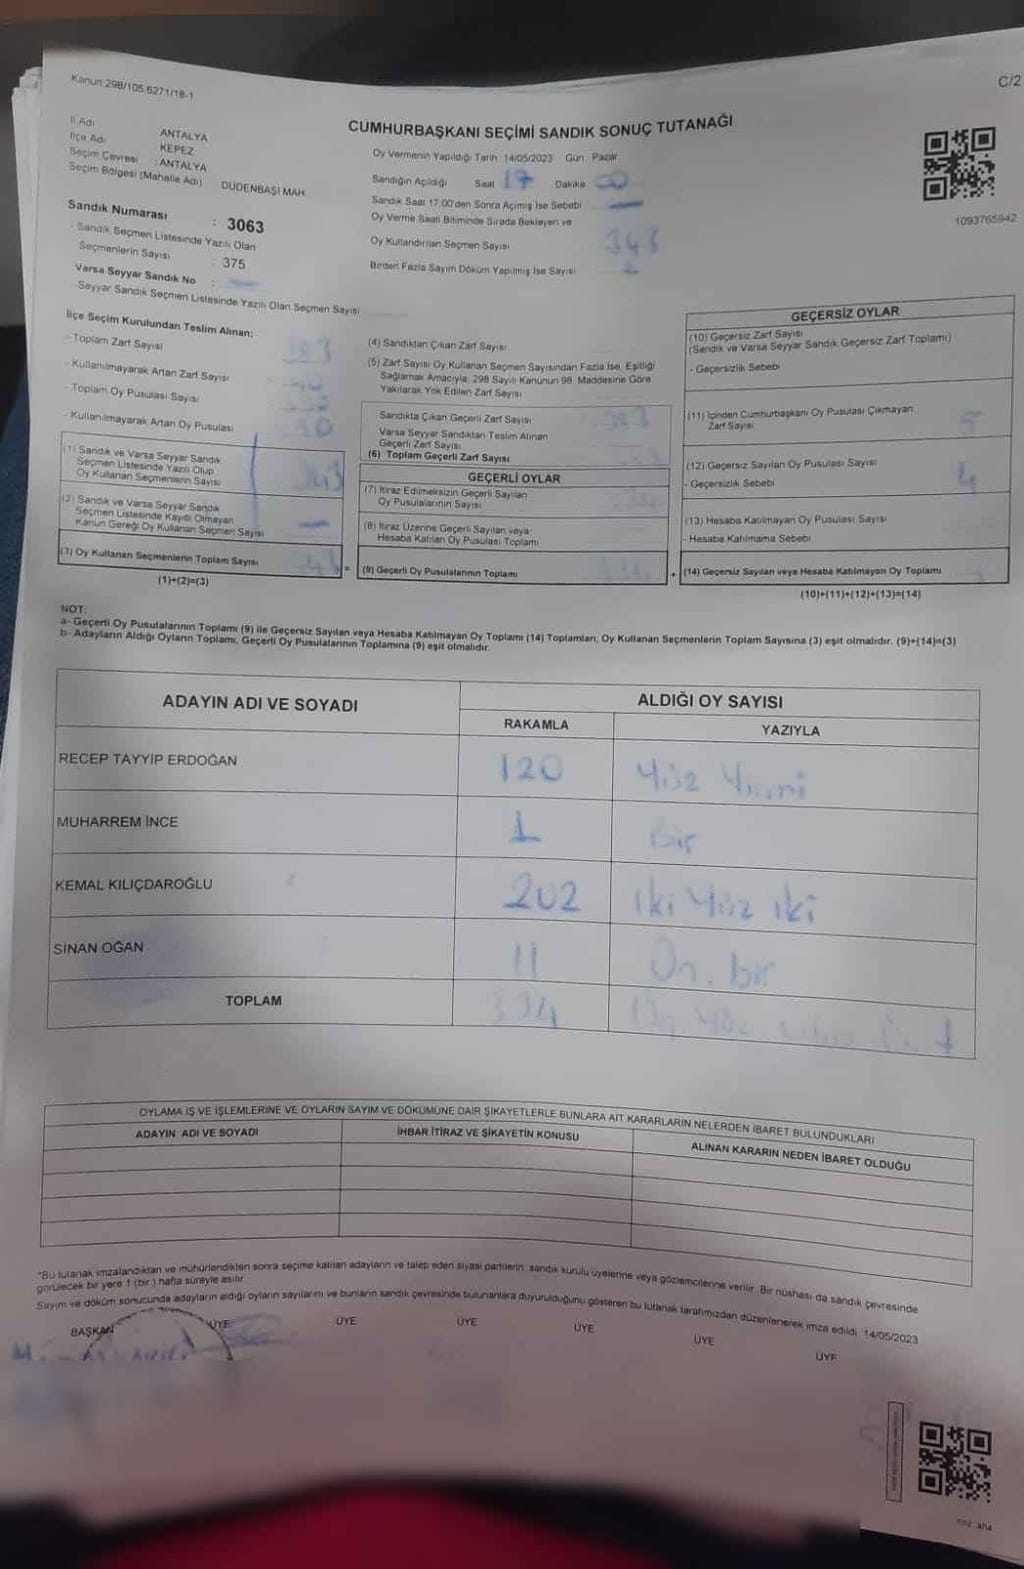 Kanun:298/105,6271/18-1
C/2
İl Adı ANTALYA
İlçe Adı KEPEZ
Seçim Çevresi : ANTALYA
Seçim Bölgesi (Mahalle Adı) DÜDENBAŞI MAH.
Sandık Numarası : 3063
- Sandık Seçmen Listesinde Yazılı Olan
Seçmenlerin Sayısı : 375
Varsa Seyyar Sandık No :
- Seyyar Sandık Seçmen Listesinde Yazılı Olan Seçmen Sayısı
CUMHURBAŞKANI SEÇİMİ SANDIK SONUÇ TUTANAĞI
Oy Vermenin Yapıldığı Tarih: 14/05/2023 Gün: Pazar
Sandığın Açıldığı Saat 17 Dakika 00
Sandık Saat 17:00'den Sonra Açımış İse Sebebi
Oy Verme Saati Bitiminde Sırada Bekleyen ve
Oy Kullandırılan Seçmen Sayısı 343
Birden Fazla Sayım Döküm Yapılmış İse Sayısı
1093765942
İlçe Seçim Kurulundan Teslim Alınan:
- Toplam Zarf Sayısı
- Kullanılmayarak Artan Zarf Sayısı
- Toplam Oy Pusulası Sayısı
- Kullanılmayarak Artan Oy Pusulası
(1) Sandık ve Varsa Seyyar Sandık
Seçmen Listesinde Yazılı Olup
Oy Kullanan Seçmenlerin Sayısı 343
(2) Sandık ve Varsa Seyyar Sandık
Seçmen Listesinde Kayıtlı Olmayan
Kanun Gereği Oy Kullanan Seçmen Sayısı
(3) Oy Kullanan Seçmenlerin Toplam Sayısı
(1)+(2)=(3)
(4) Sandıktan Çıkan Zarf Sayısı
(5) Zarf Sayısı Oy Kullanan Seçmen Sayısından Fazla İse, Eşitliği
Sağlamak Amacıyla, 298 Sayılı Kanunun 98. Maddesine Göre
Yakılarak Yok Edilen Zarf Sayısı
Sandıkta Çıkan Geçerli Zarf Sayısı
Varsa Seyyar Sandıktan Teslim Alınan
Geçerli Zarf Sayısı
(6) Toplam Geçerli Zarf Sayısı
GEÇERLİ OYLAR
(7) İtiraz Edilmeksizin Geçerli Sayılan
Oy Pusulalarının Sayısı
(8) İtiraz Üzerine Geçerli Sayılan veya
Hesaba Katılan Oy Pusulası Toplamı
= (9) Geçerli Oy Pusulalarının Toplamı
GEÇERSİZ OYLAR
(10) Geçersiz Zarf Sayısı
(Sandık ve Varsa Seyyar Sandık Geçersiz Zarf Toplamı)
- Geçersizlik Sebebi
(11) İçinden Cumhurbaşkanı Oy Pusulası Çıkmayan
Zarf Sayısı 5
(12) Geçersiz Sayılan Oy Pusulası Sayısı
- Geçersizlik Sebebi 4
(13) Hesaba Katılmayan Oy Pusulası Sayısı
- Hesaba Katılmama Sebebi
+ (14) Geçersiz Sayılan veya Hesaba Katılmayan Oy Toplamı
(10)+(11)+(12)+(13)=(14)
NOT:
a- Geçerli Oy Pusulalarının Toplamı (9) ile Geçersiz Sayılan veya Hesaba Katılmayan Oy Toplamı (14) Toplamları, Oy Kullanan Seçmenlerin Toplam Sayısına (3) eşit olmalıdır. (9)+(14)=(3)
b- Adayların Aldığı Oyların Toplamı, Geçerli Oy Pusulalarının Toplamına (9) eşit olmalıdır.
ADAYIN ADI VE SOYADI
ALDIĞI OY SAYISI
RAKAMLA YAZIYLA
RECEP TAYYİP ERDOĞAN 120 Yüz Yirmi
MUHARREM İNCE 1 Bir
KEMAL KILIÇDAROĞLU 202 iki Yüz iki
SİNAN OĞAN 11 On bir
TOPLAM 334
OYLAMA İŞ VE İŞLEMLERİNE VE OYLARIN SAYIM VE DÖKÜMÜNE DAİR ŞİKAYETLERLE BUNLARA AİT KARARLARIN NELERDEN İBARET BULUNDUKLARI
ADAYIN ADI VE SOYADI İHBAR İTİRAZ VE ŞİKAYETİN KONUSU ALINAN KARARIN NEDEN İBARET OLDUĞU
*Bu tutanak imzalandıktan ve mühürlendikten sonra seçime katılan adayların ve talep eden siyasi partilerin sandık kurulu üyelerine veya gözlemcilerine verilir. Bir nüshası da sandık çevresinde
görülecek bir yere 1 (bir ) hafta süreyle asılır.
Sayım ve döküm sonucunda adayların aldığı oyların sayılarını ve bunların sandık çevresinde bulunanlara duyurulduğunu gösteren bu tutanak tarafımızdan düzenlenerek imza edildi. 14/05/2023
BAŞKAN ÜYE ÜYE ÜYE ÜYE ÜYE ÜYE